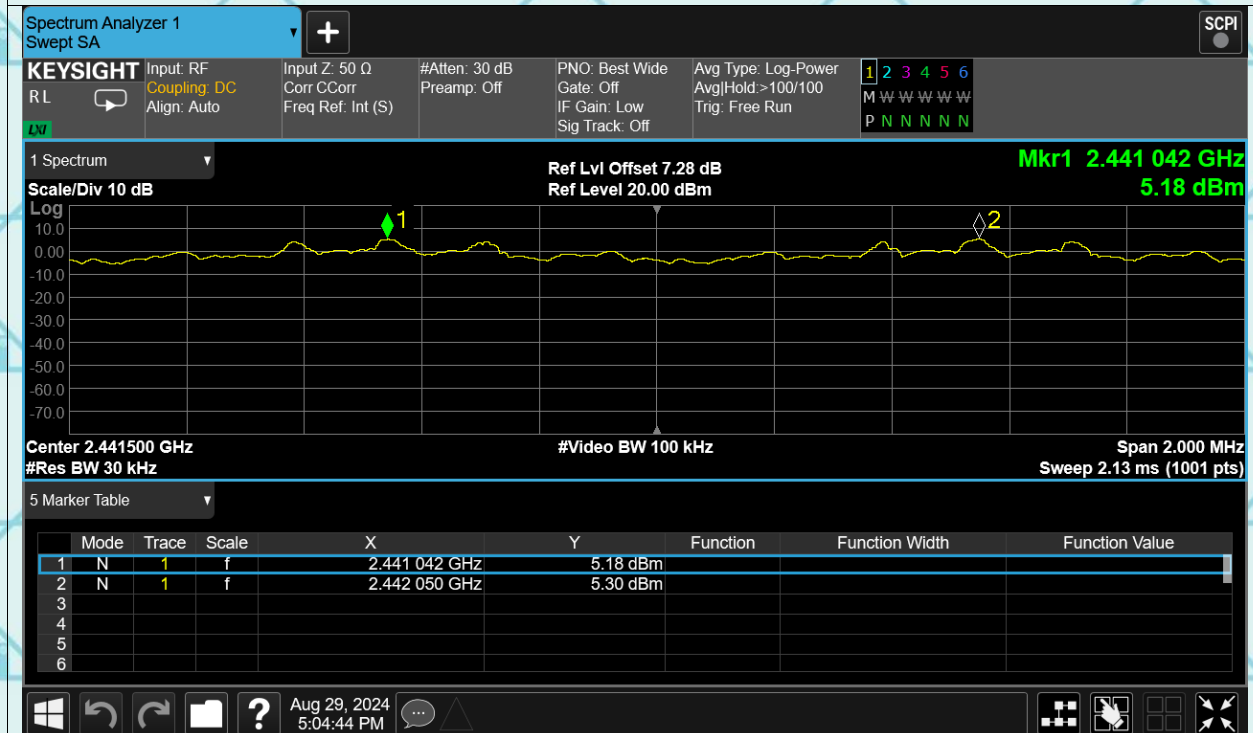 Spectrum Analyzer 1
Swept SA
+
SCPI
KEYSIGHT
R L
LXI
Input: RF
Coupling: DC
Align: Auto
Input Z: 50 Ω
Corr CCorr
Freq Ref: Int (S)
#Atten: 30 dB
Preamp: Off
PNO: Best Wide
Gate: Off
IF Gain: Low
Sig Track: Off
Avg Type: Log-Power
Avg|Hold:>100/100
Trig: Free Run
1 2 3 4 5 6
M W W W W W
P N N N N N N
1 Spectrum
Scale/Div 10 dB
Ref Lvl Offset 7.28 dB
Ref Level 20.00 dBm
Mkr1 2.441 042 GHz
5.18 dBm
Log
10.0
0.00
-10.0
-20.0
-30.0
-40.0
-50.0
-60.0
-70.0
1
2
Center 2.441500 GHz
#Video BW 100 kHz
Span 2.000 MHz
#Res BW 30 kHz
Sweep 2.13 ms (1001 pts)
5 Marker Table
Mode Trace Scale X Y Function Function Width Function Value
1 N 1 f 2.441 042 GHz 5.18 dBm
2 N 1 f 2.442 050 GHz 5.30 dBm
3
4
5
6
?
Aug 29, 2024
5:04:44 PM